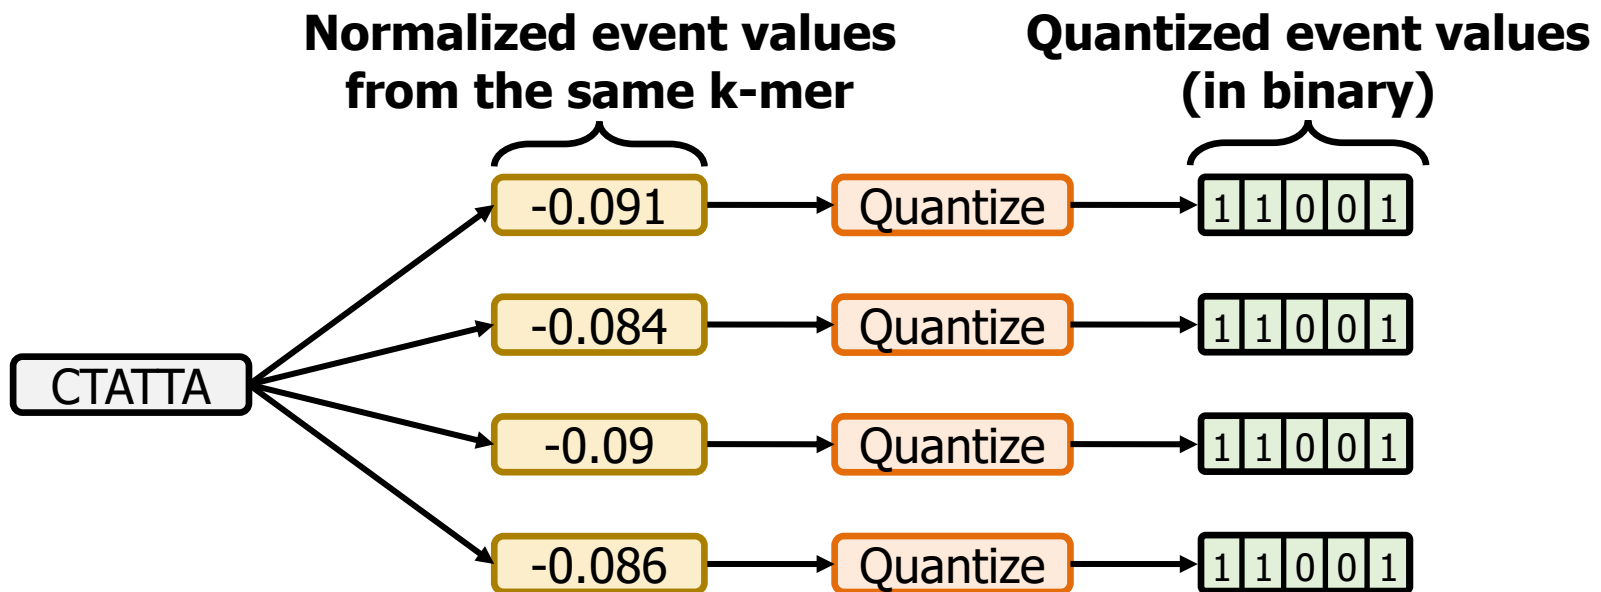 Normalized event values
from the same k-mer
Quantized event values
(in binary)
-0.091
Quantize
1 1 0 0 1
-0.084
Quantize
1 1 0 0 1
CTATTA
-0.09
Quantize
1 1 0 0 1
-0.086
Quantize
1 1 0 0 1